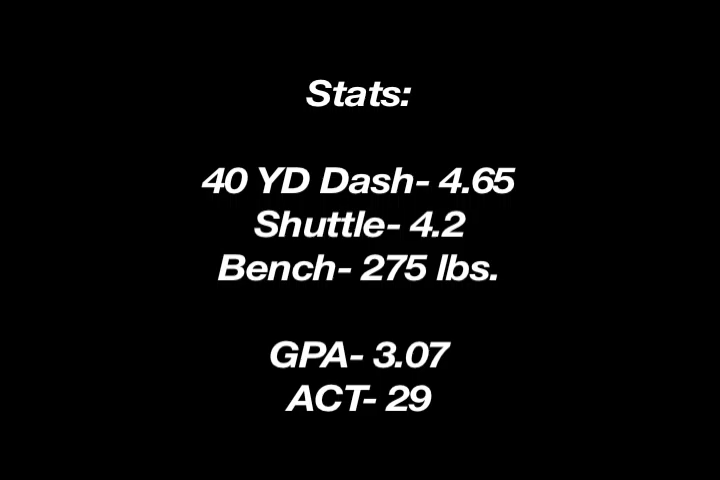 Stats:
40 YD Dash- 4.65
Shuttle- 4.2
Bench- 275 lbs.
GPA- 3.07
ACT- 29